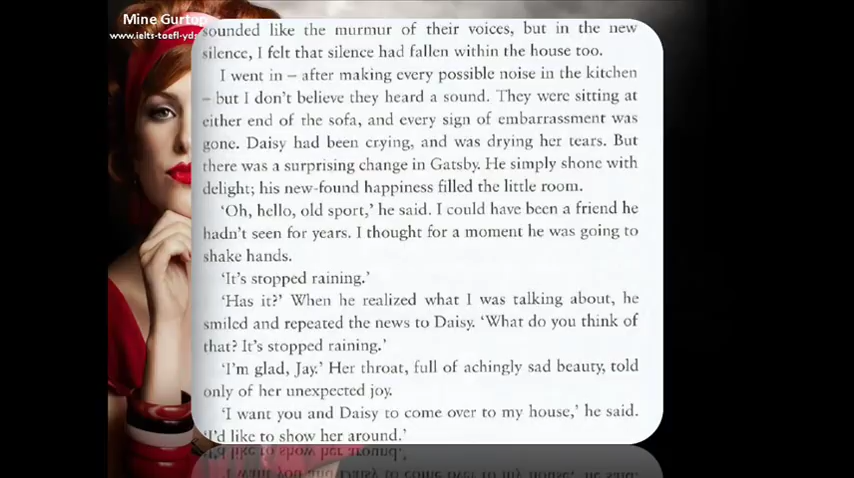 Mine Gurtop
www.ielts-toefl-yds
sounded like the murmur of their voices, but in the new
silence, I felt that silence had fallen within the house too.
I went in – after making every possible noise in the kitchen
– but I don't believe they heard a sound. They were sitting at
either end of the sofa, and every sign of embarrassment was
gone. Daisy had been crying, and was drying her tears. But
there was a surprising change in Gatsby. He simply shone with
delight; his new-found happiness filled the little room.
'Oh, hello, old sport,' he said. I could have been a friend he
hadn't seen for years. I thought for a moment he was going to
shake hands.
'It's stopped raining.'
'Has it?' When he realized what I was talking about, he
smiled and repeated the news to Daisy. 'What do you think of
that? It's stopped raining.'
'I'm glad, Jay.' Her throat, full of achingly sad beauty, told
only of her unexpected joy.
'I want you and Daisy to come over to my house,' he said.
'I'd like to show her around.'